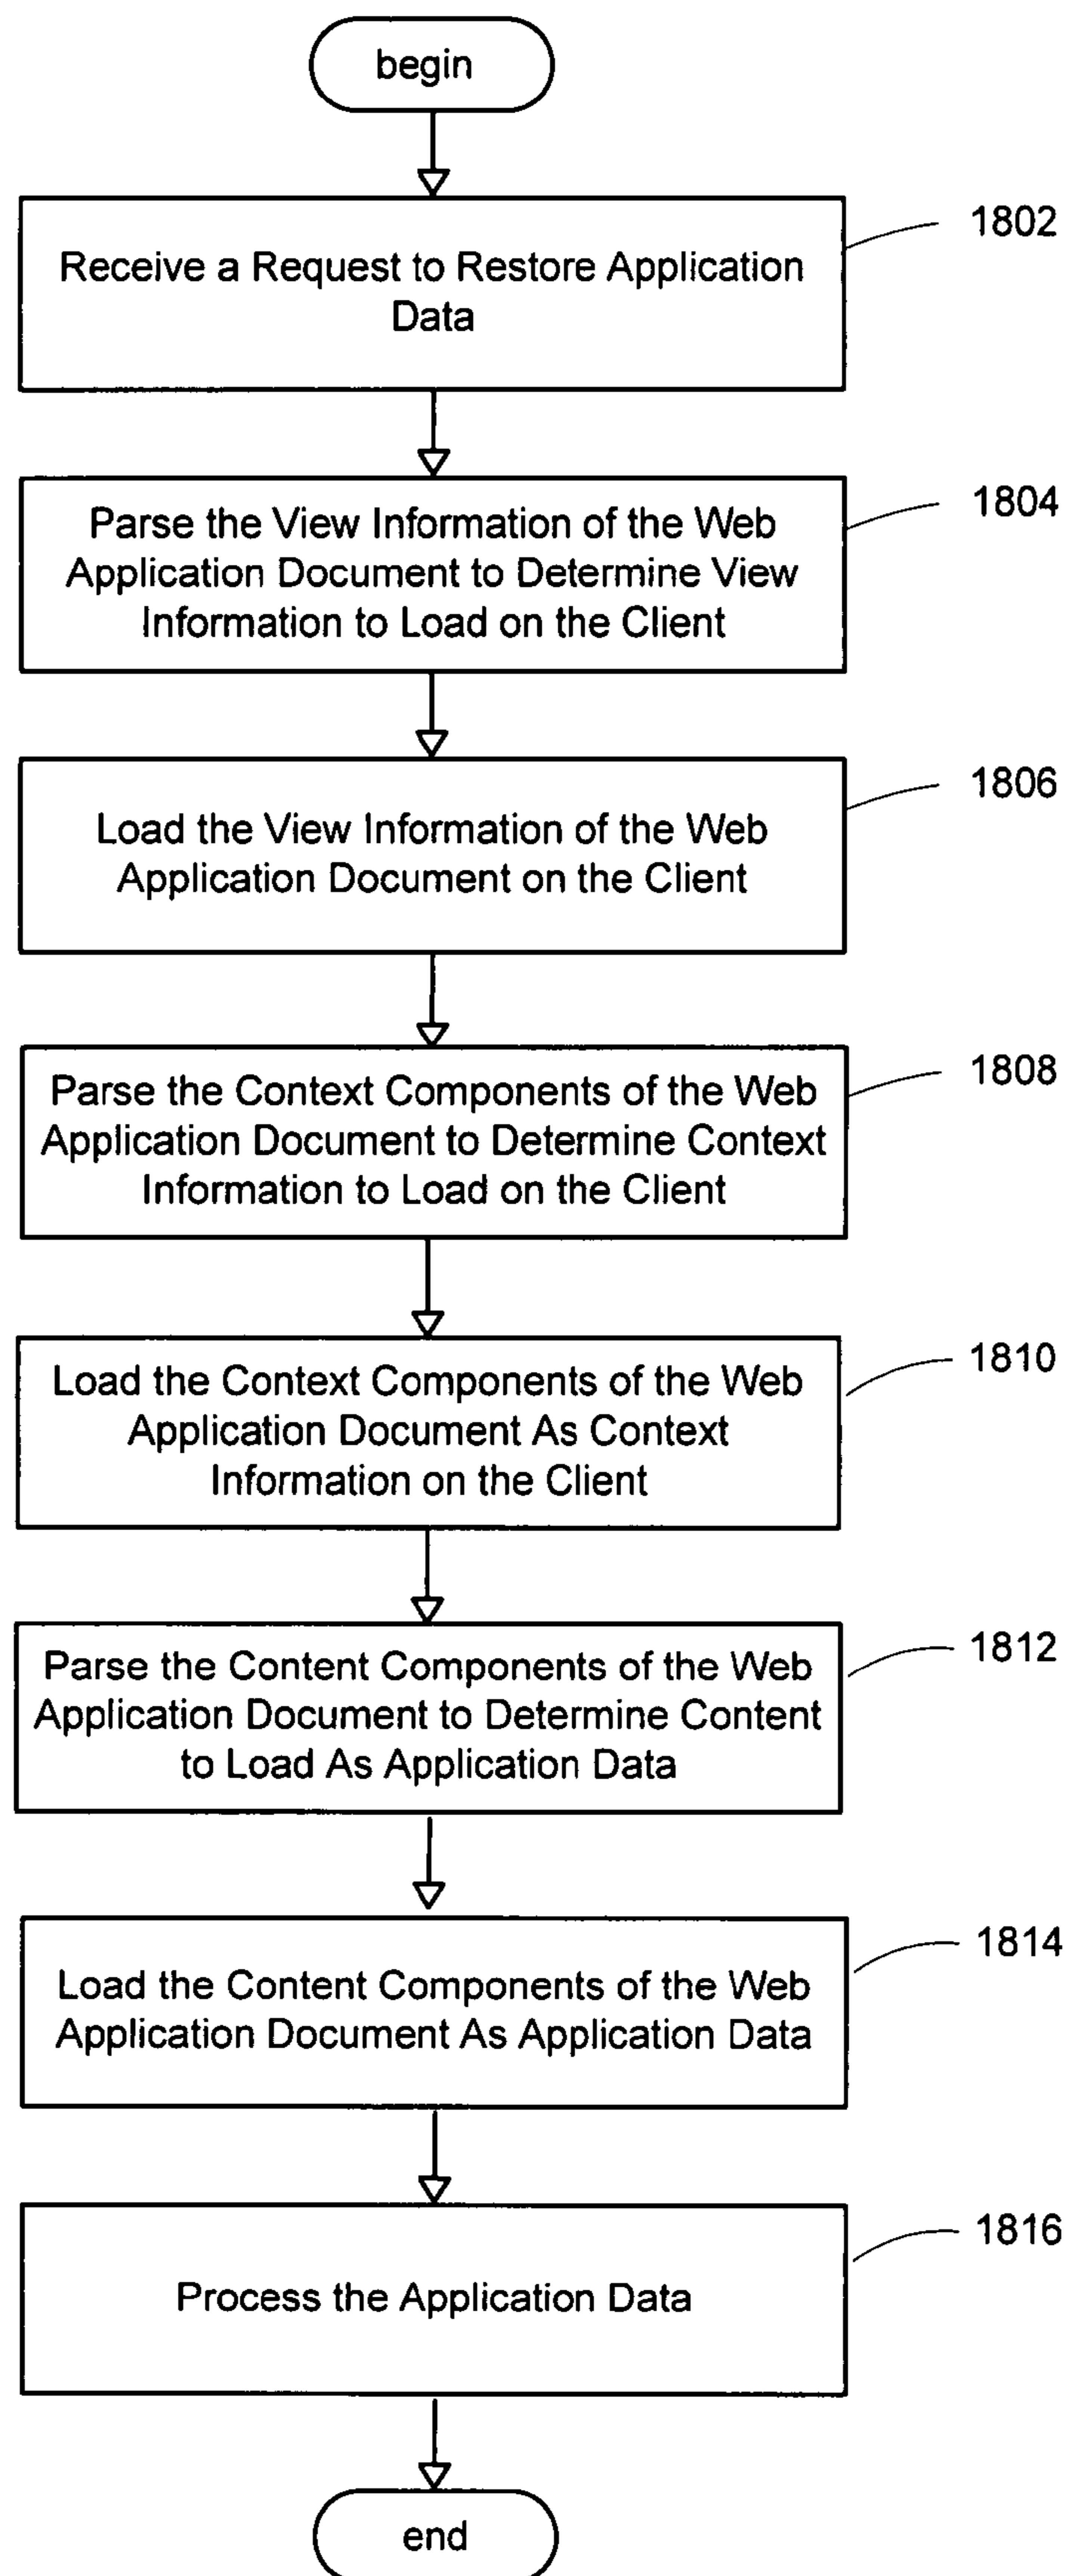 begin
1802
Receive a Request to Restore Application
Data
1804
Parse the View Information of the Web
Application Document to Determine View
Information to Load on the Client
1806
Load the View Information of the Web
Application Document on the Client
1808
Parse the Context Components of the Web
Application Document to Determine Context
Information to Load on the Client
1810
Load the Context Components of the Web
Application Document As Context
Information on the Client
1812
Parse the Content Components of the Web
Application Document to Determine Content
to Load As Application Data
1814
Load the Content Components of the Web
Application Document As Application Data
1816
Process the Application Data
end